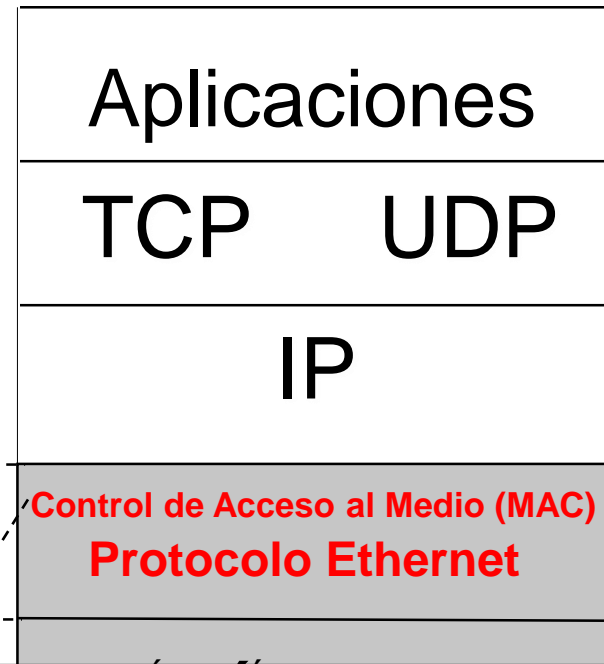 Aplicaciones
TCP UDP
IP
Control de Acceso al Medio (MAC)
Protocolo Ethernet